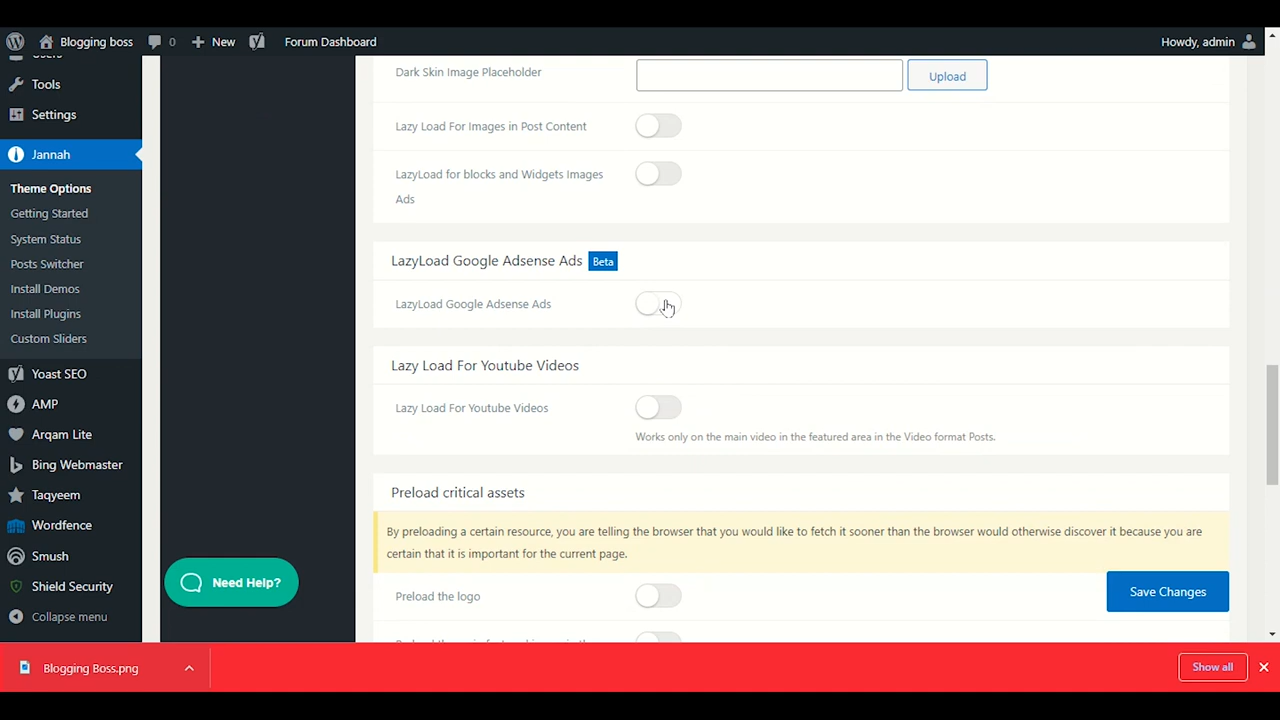 Blogging boss
0
New
Forum Dashboard
Howdy, admin
Users
Tools
Settings
Jannah
Theme Options
Getting Started
System Status
Posts Switcher
Install Demos
Install Plugins
Custom Sliders
Yoast SEO
AMP
Arqam Lite
Bing Webmaster
Taqyeem
Wordfence
Smush
Shield Security
Collapse menu
Dark Skin Image Placeholder
Upload
Lazy Load For Images in Post Content
LazyLoad for blocks and Widgets Images
Ads
LazyLoad Google Adsense Ads Beta
LazyLoad Google Adsense Ads
Lazy Load For Youtube Videos
Lazy Load For Youtube Videos
Works only on the main video in the featured area in the Video format Posts.
Preload critical assets
By preloading a certain resource, you are telling the browser that you would like to fetch it sooner than the browser would otherwise discover it because you are
certain that it is important for the current page.
Preload the logo
Save Changes
Need Help?
Blogging Boss.png
Show all